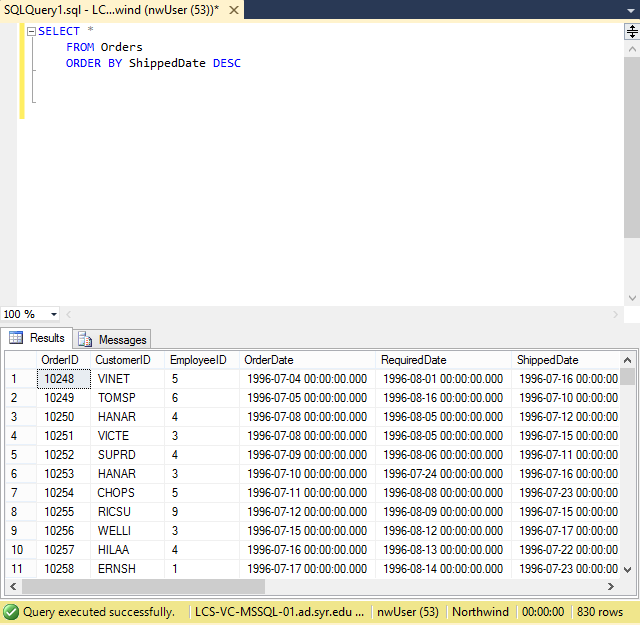 SQLQuery1.sql - LC...wind (nwUser (53))*
SELECT *
FROM Orders
ORDER BY ShippedDate DESC
100 %
Results Messages
OrderID CustomerID EmployeeID OrderDate RequiredDate ShippedDate
1 10248 VINET 5 1996-07-04 00:00:00.000 1996-08-01 00:00:00.000 1996-07-16 00:00:00
2 10249 TOMSP 6 1996-07-05 00:00:00.000 1996-08-16 00:00:00.000 1996-07-10 00:00:00
3 10250 HANAR 4 1996-07-08 00:00:00.000 1996-08-05 00:00:00.000 1996-07-12 00:00:00
4 10251 VICTE 3 1996-07-08 00:00:00.000 1996-08-05 00:00:00.000 1996-07-15 00:00:00
5 10252 SUPRD 4 1996-07-09 00:00:00.000 1996-08-06 00:00:00.000 1996-07-11 00:00:00
6 10253 HANAR 3 1996-07-10 00:00:00.000 1996-07-24 00:00:00.000 1996-07-16 00:00:00
7 10254 CHOPS 5 1996-07-11 00:00:00.000 1996-08-08 00:00:00.000 1996-07-23 00:00:00
8 10255 RICSU 9 1996-07-12 00:00:00.000 1996-08-09 00:00:00.000 1996-07-15 00:00:00
9 10256 WELLI 3 1996-07-15 00:00:00.000 1996-08-12 00:00:00.000 1996-07-17 00:00:00
10 10257 HILAA 4 1996-07-16 00:00:00.000 1996-08-13 00:00:00.000 1996-07-22 00:00:00
11 10258 ERNSH 1 1996-07-17 00:00:00.000 1996-08-14 00:00:00.000 1996-07-23 00:00:00
Query executed successfully. LCS-VC-MSSQL-01.ad.syr.edu ... nwUser (53) Northwind 00:00:00 830 rows